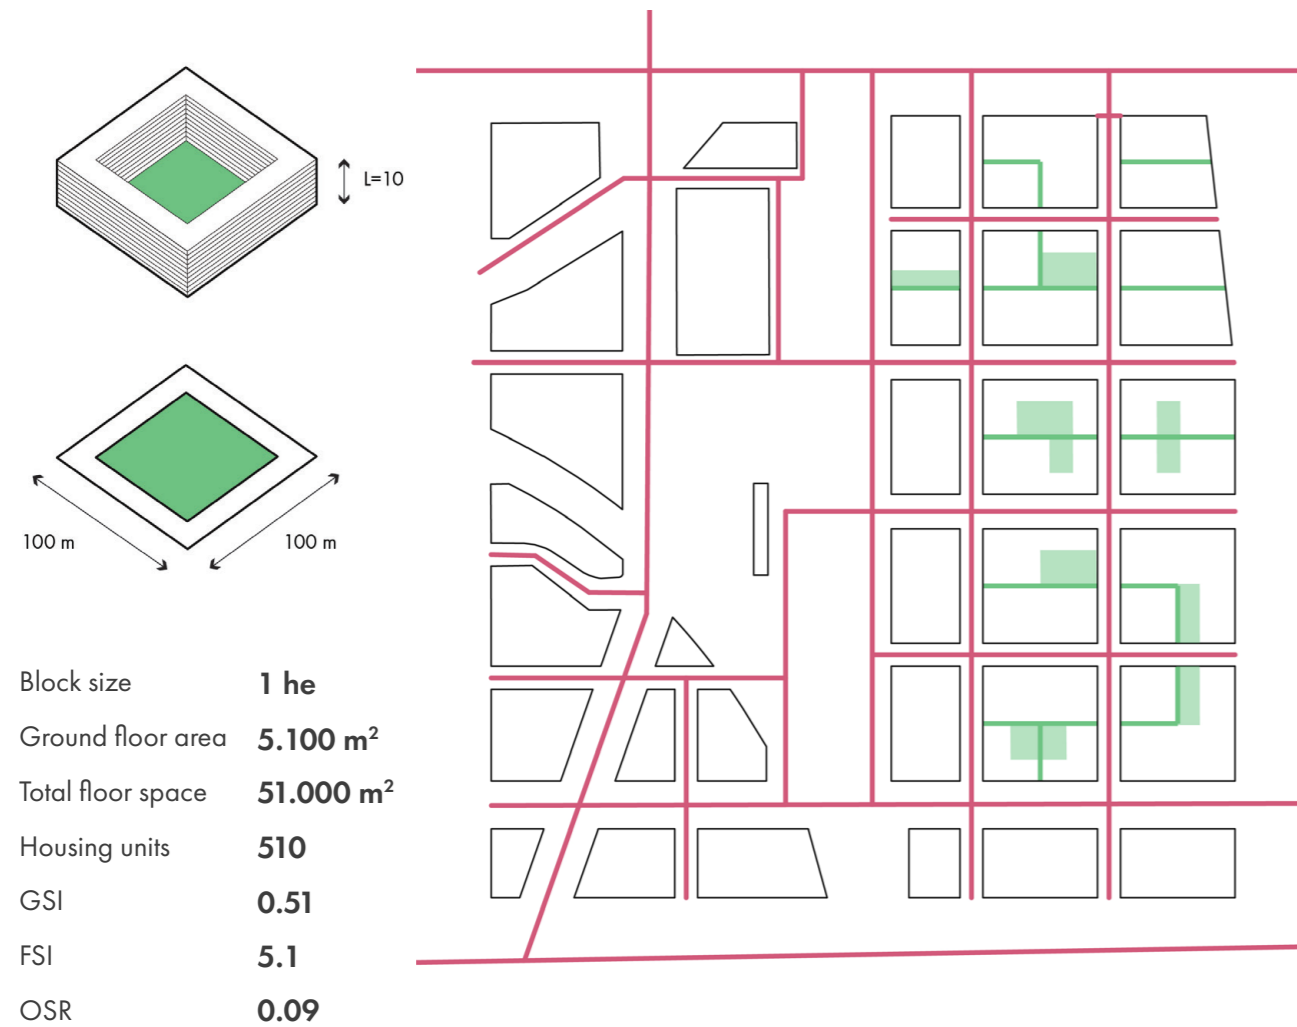 L=10
100 m
100 m
Block size 1 he
Ground floor area 5.100 m²
Total floor space 51.000 m²
Housing units 510
GSI 0.51
FSI 5.1
OSR 0.09